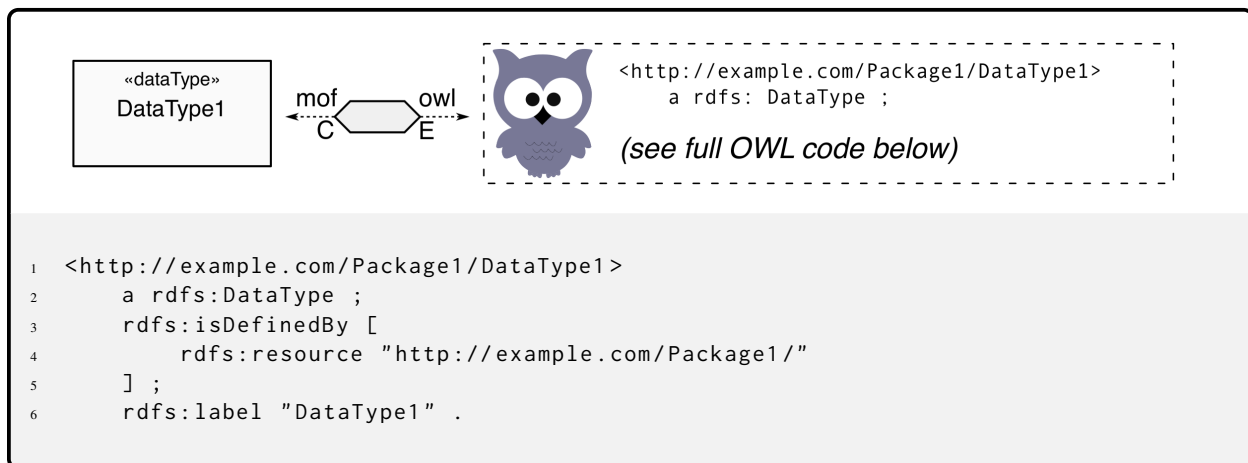 «dataType»
DataType1
mof
owl
C
E
<http://example.com/Package1/DataType1>
a rdfs: DataType ;
(see full OWL code below)
1 <http://example.com/Package1/DataType1>
2 a rdfs:DataType ;
3 rdfs:isDefinedBy [
4 rdfs:resource "http://example.com/Package1/"
5 ] ;
6 rdfs:label "DataType1" .